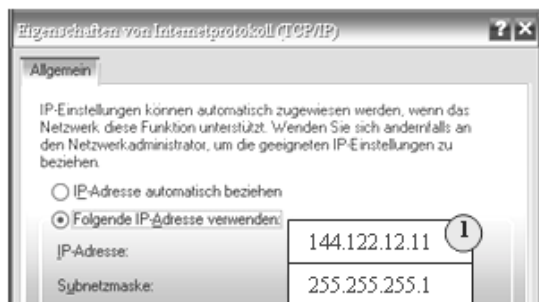 Eigenschaften von Internetprotokoll (TCP/IP)
Allgemein
IP-Einstellungen können automatisch zugewiesen werden, wenn das
Netzwerk diese Funktion unterstützt. Wenden Sie sich andernfalls an
den Netzwerkadministrator, um die geeigneten IP-Einstellungen zu
beziehen.
IP-Adresse automatisch beziehen
Folgende IP-Adresse verwenden:
IP-Adresse: 144.122.12.11 1
Subnetzmaske: 255.255.255.1